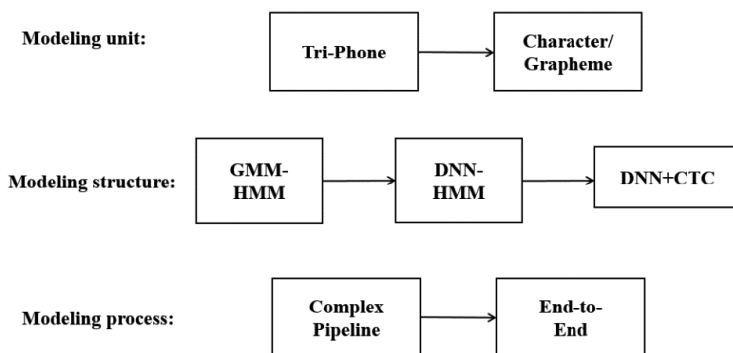 Modeling unit:
Tri-Phone
Character/
Grapheme
Modeling structure:
GMM-
HMM
DNN-
HMM
DNN+CTC
Modeling process:
Complex
Pipeline
End-to-
End